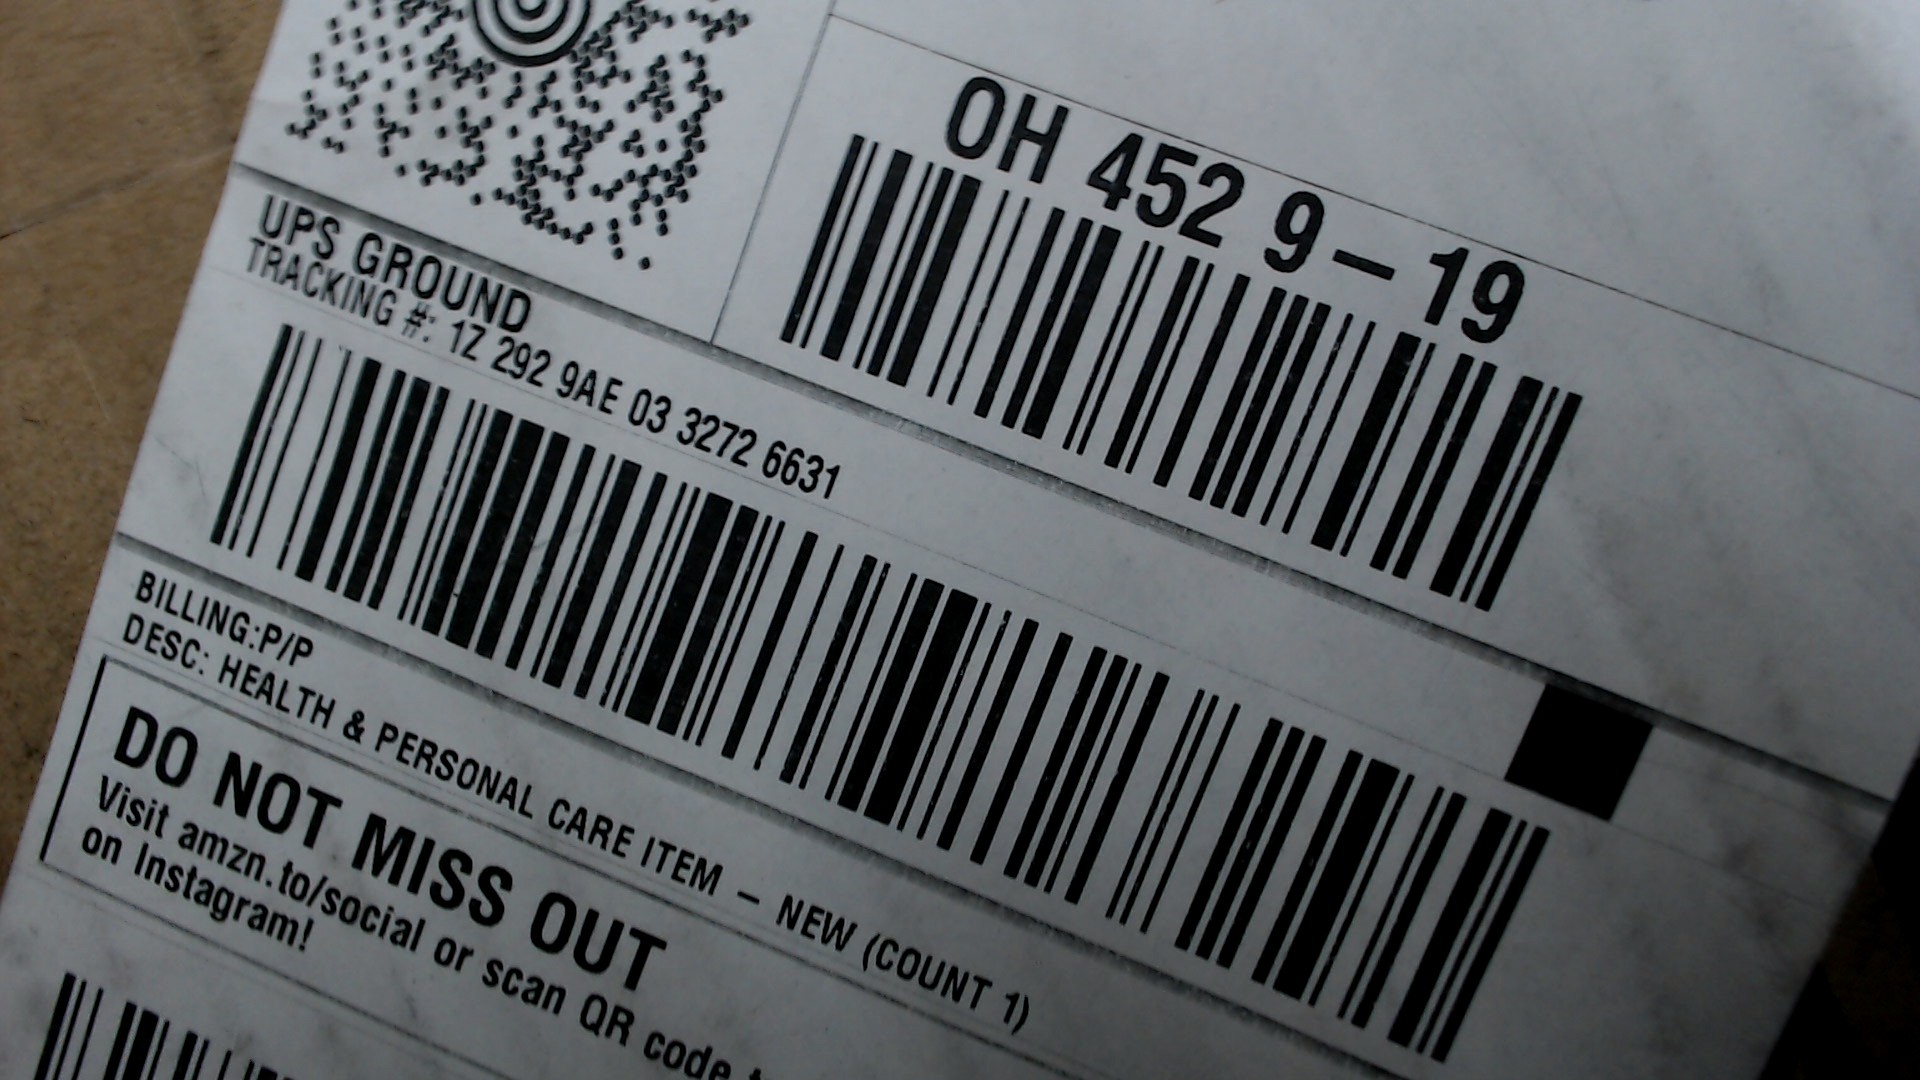 OH 452 9-19
UPS GROUND
TRACKING #: 1Z 292 9AE 03 3272 6631
BILLING:P/P
DESC: HEALTH & PERSONAL CARE ITEM - NEW (COUNT 1)
DO NOT MISS OUT
Visit amzn.to/social or scan QR code
on Instagram!